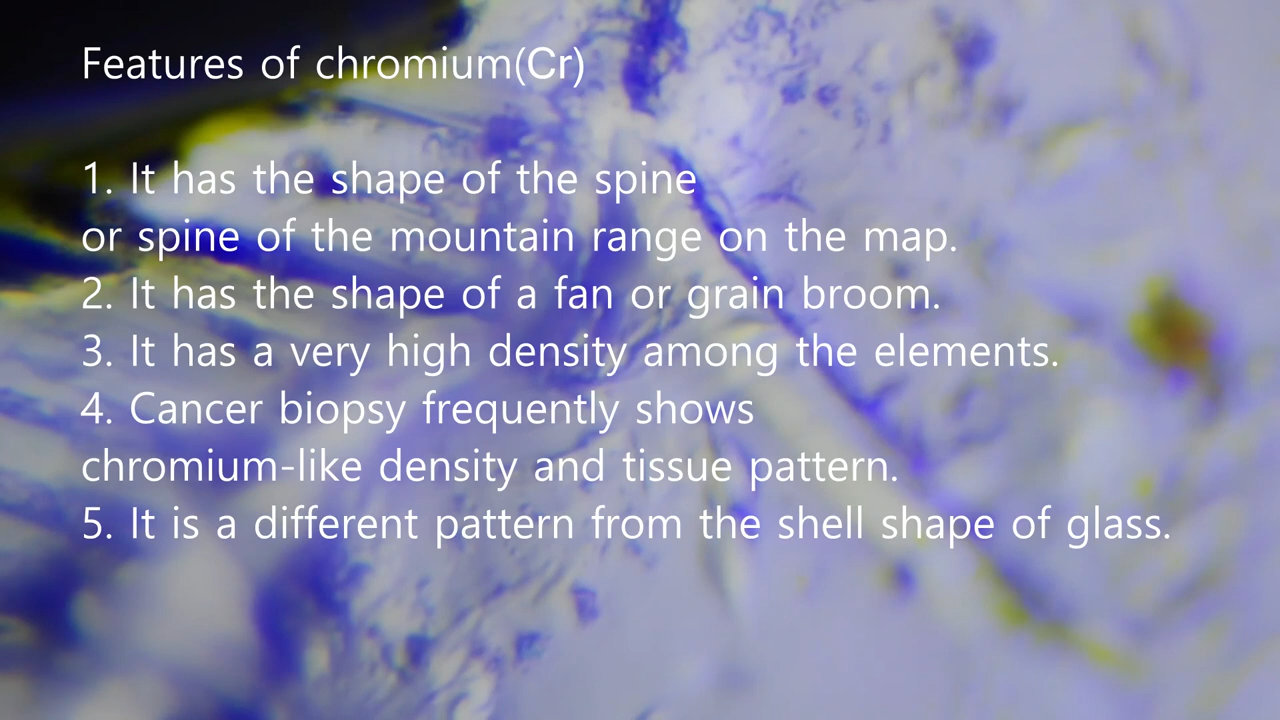 Features of chromium(Cr)
1. It has the shape of the spine
or spine of the mountain range on the map.
2. It has the shape of a fan or grain broom.
3. It has a very high density among the elements.
4. Cancer biopsy frequently shows
chromium-like density and tissue pattern.
5. It is a different pattern from the shell shape of glass.